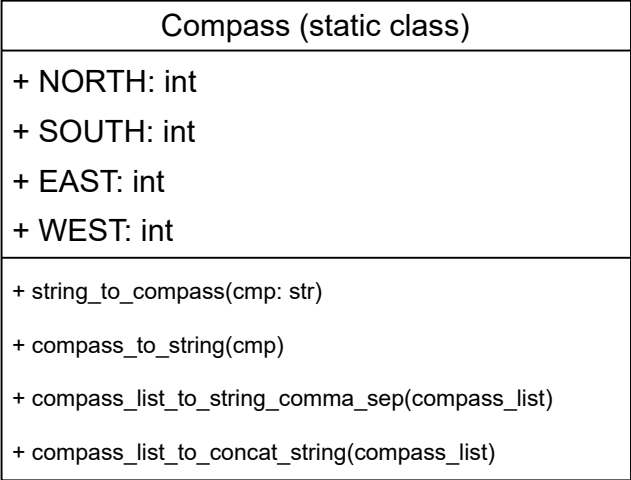 Compass (static class)
+ NORTH: int
+ SOUTH: int
+ EAST: int
+ WEST: int
+ string_to_compass(cmp: str)
+ compass_to_string(cmp)
+ compass_list_to_string_comma_sep(compass_list)
+ compass_list_to_concat_string(compass_list)